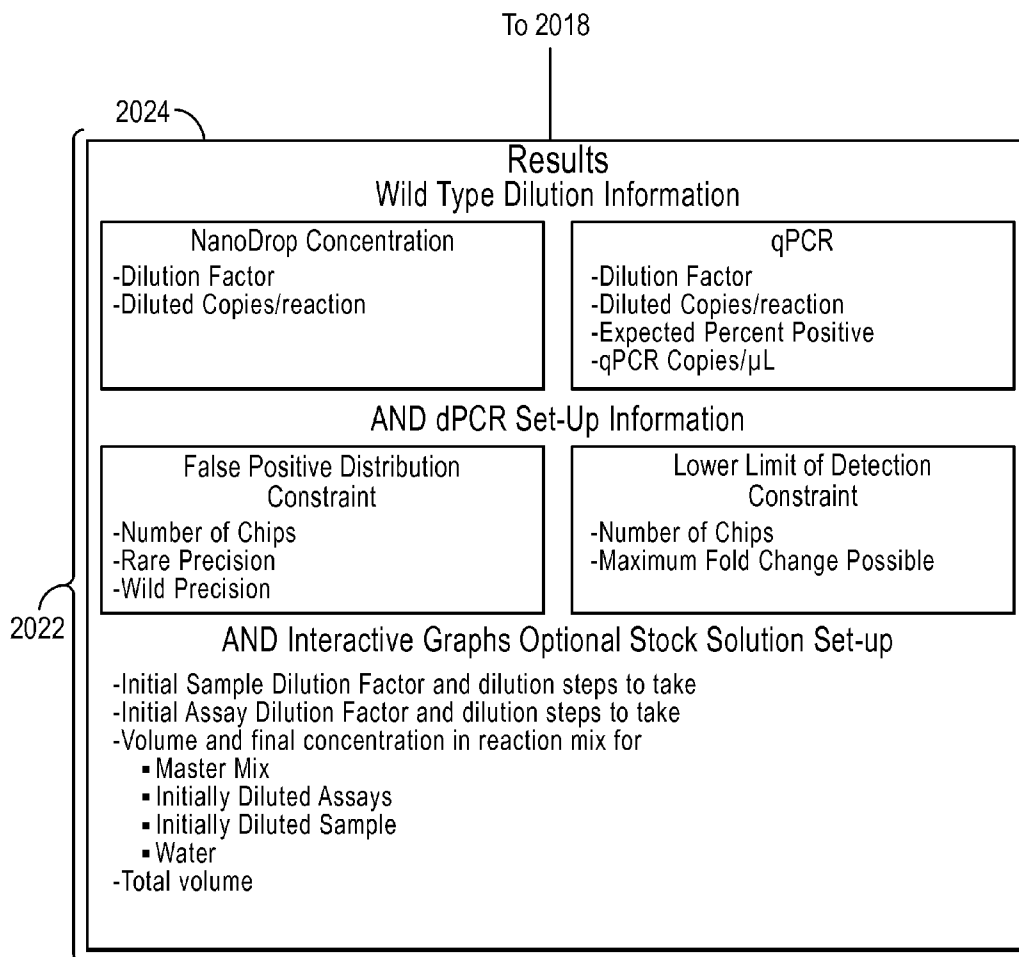 To 2018
2024
Results
Wild Type Dilution Information
NanoDrop Concentration
-Dilution Factor
-Diluted Copies/reaction
qPCR
-Dilution Factor
-Diluted Copies/reaction
-Expected Percent Positive
-qPCR Copies/µL
AND dPCR Set-Up Information
False Positive Distribution
Constraint
-Number of Chips
-Rare Precision
-Wild Precision
Lower Limit of Detection
Constraint
-Number of Chips
-Maximum Fold Change Possible
2022
AND Interactive Graphs Optional Stock Solution Set-up
-Initial Sample Dilution Factor and dilution steps to take
-Initial Assay Dilution Factor and dilution steps to take
-Volume and final concentration in reaction mix for
▪ Master Mix
▪ Initially Diluted Assays
▪ Initially Diluted Sample
▪ Water
-Total volume